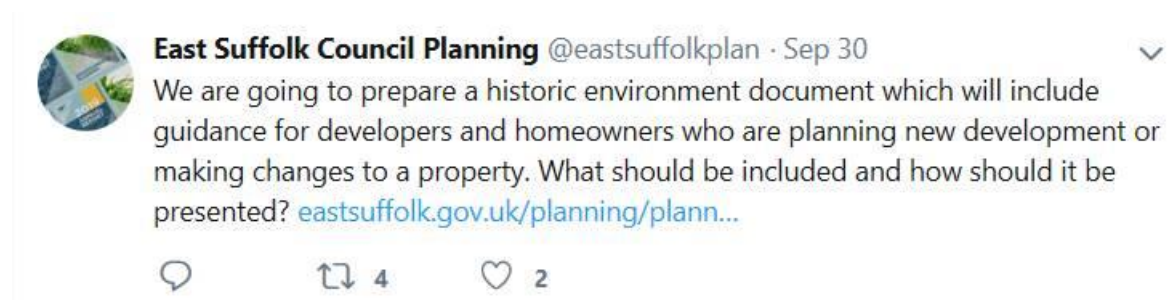 East Suffolk Council Planning @eastsuffolkplan · Sep 30
We are going to prepare a historic environment document which will include
guidance for developers and homeowners who are planning new development or
making changes to a property. What should be included and how should it be
presented? eastsuffolk.gov.uk/planning/plann...
4 2